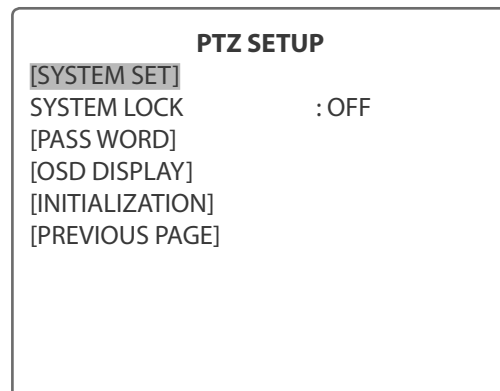 PTZ SETUP
[SYSTEM SET]
SYSTEM LOCK : OFF
[PASS WORD]
[OSD DISPLAY]
[INITIALIZATION]
[PREVIOUS PAGE]